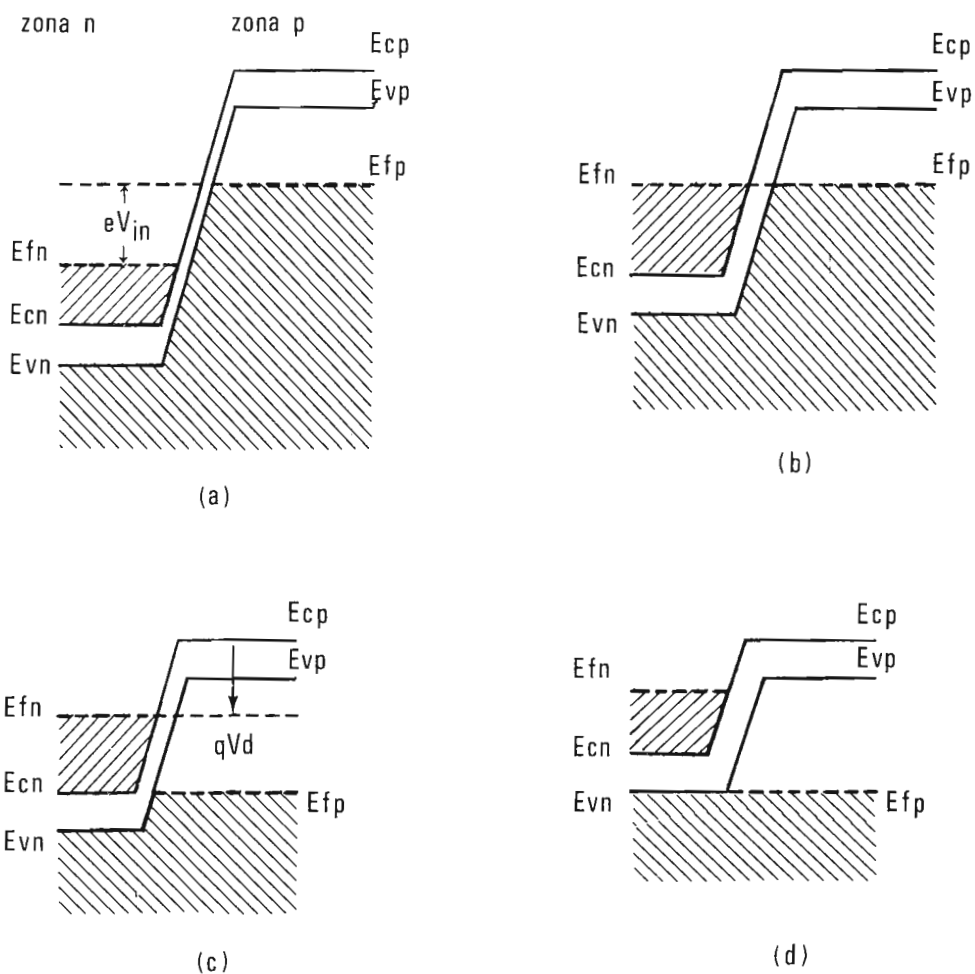 zona n
zona p
Ecp
Evp
Efp
eVin
Efn
Ecn
Evn
(a)
Ecp
Evp
Efp
Efn
Ecn
Evn
(b)
Ecp
Evp
Efn
qVd
Ecn
Efp
Evn
(c)
Ecp
Evp
Efn
Ecn
Evn
Efp
(d)